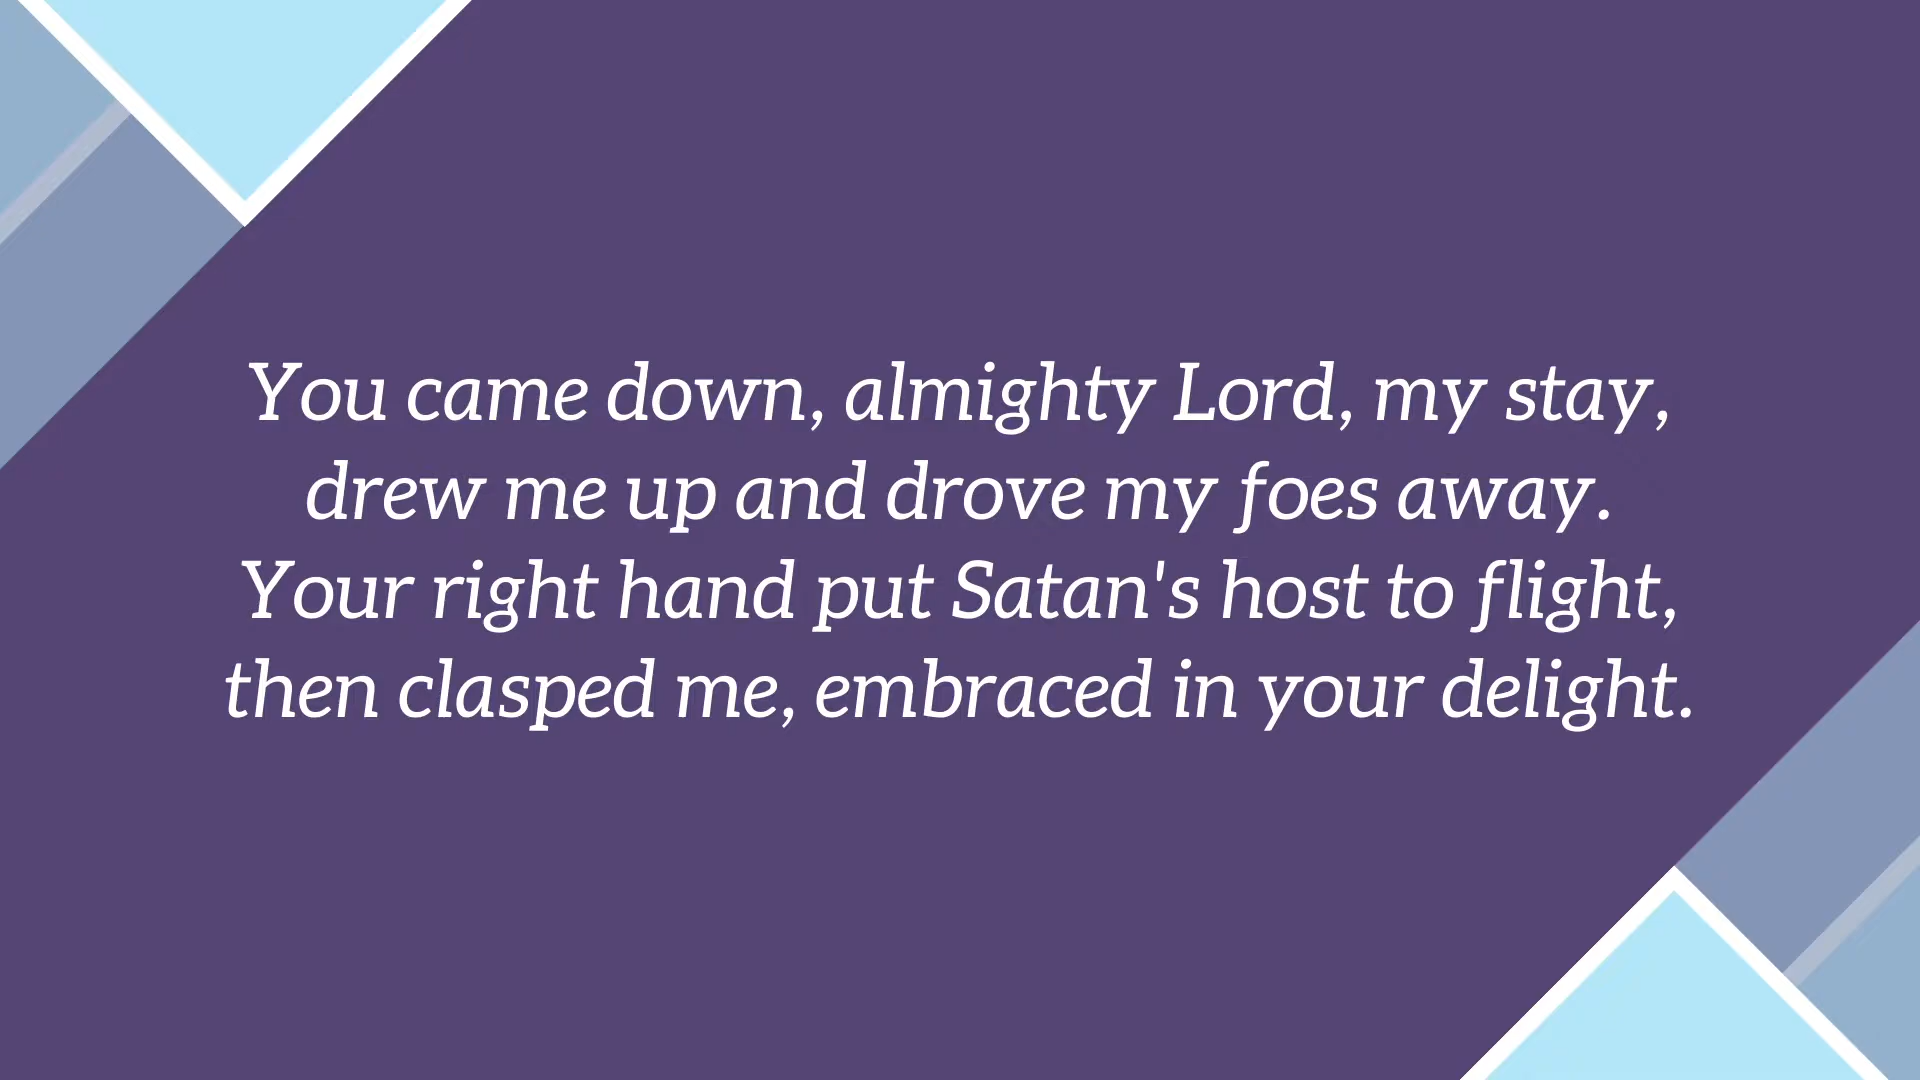 You came down, almighty Lord, my stay,
drew me up and drove my foes away.
Your right hand put Satan's host to flight,
then clasped me, embraced in your delight.